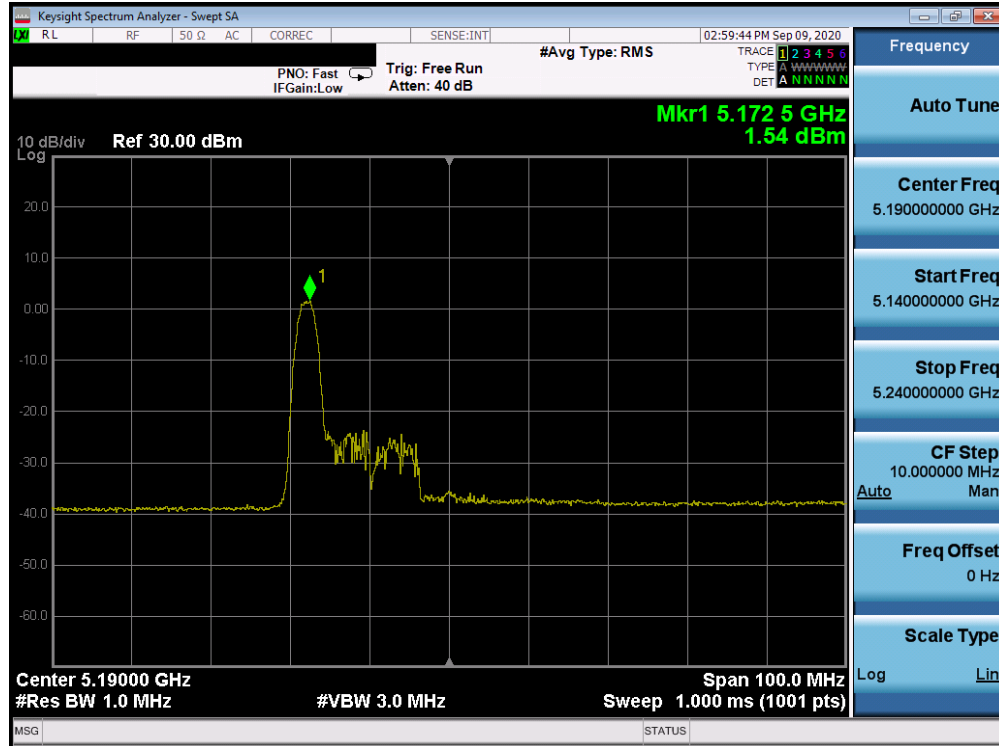 Keysight Spectrum Analyzer - Swept SA
LXI RL RF 50 Ω AC CORREC SENSE:INT 02:59:44 PM Sep 09, 2020
#Avg Type: RMS
TRACE 1 2 3 4 5 6
TYPE A WWWWW
DET A N N N N N
PNO: Fast
IFGain:Low
Trig: Free Run
Atten: 40 dB
Mkr1 5.172 5 GHz
1.54 dBm
10 dB/div
Log
Ref 30.00 dBm
20.0
10.0
0.00
-10.0
-20.0
-30.0
-40.0
-50.0
-60.0
1
Center 5.19000 GHz
Span 100.0 MHz
#Res BW 1.0 MHz
#VBW 3.0 MHz
Sweep 1.000 ms (1001 pts)
MSG
STATUS
Frequency
Auto Tune
Center Freq
5.190000000 GHz
Start Freq
5.140000000 GHz
Stop Freq
5.240000000 GHz
CF Step
10.000000 MHz
Auto Man
Freq Offset
0 Hz
Scale Type
Log Lin